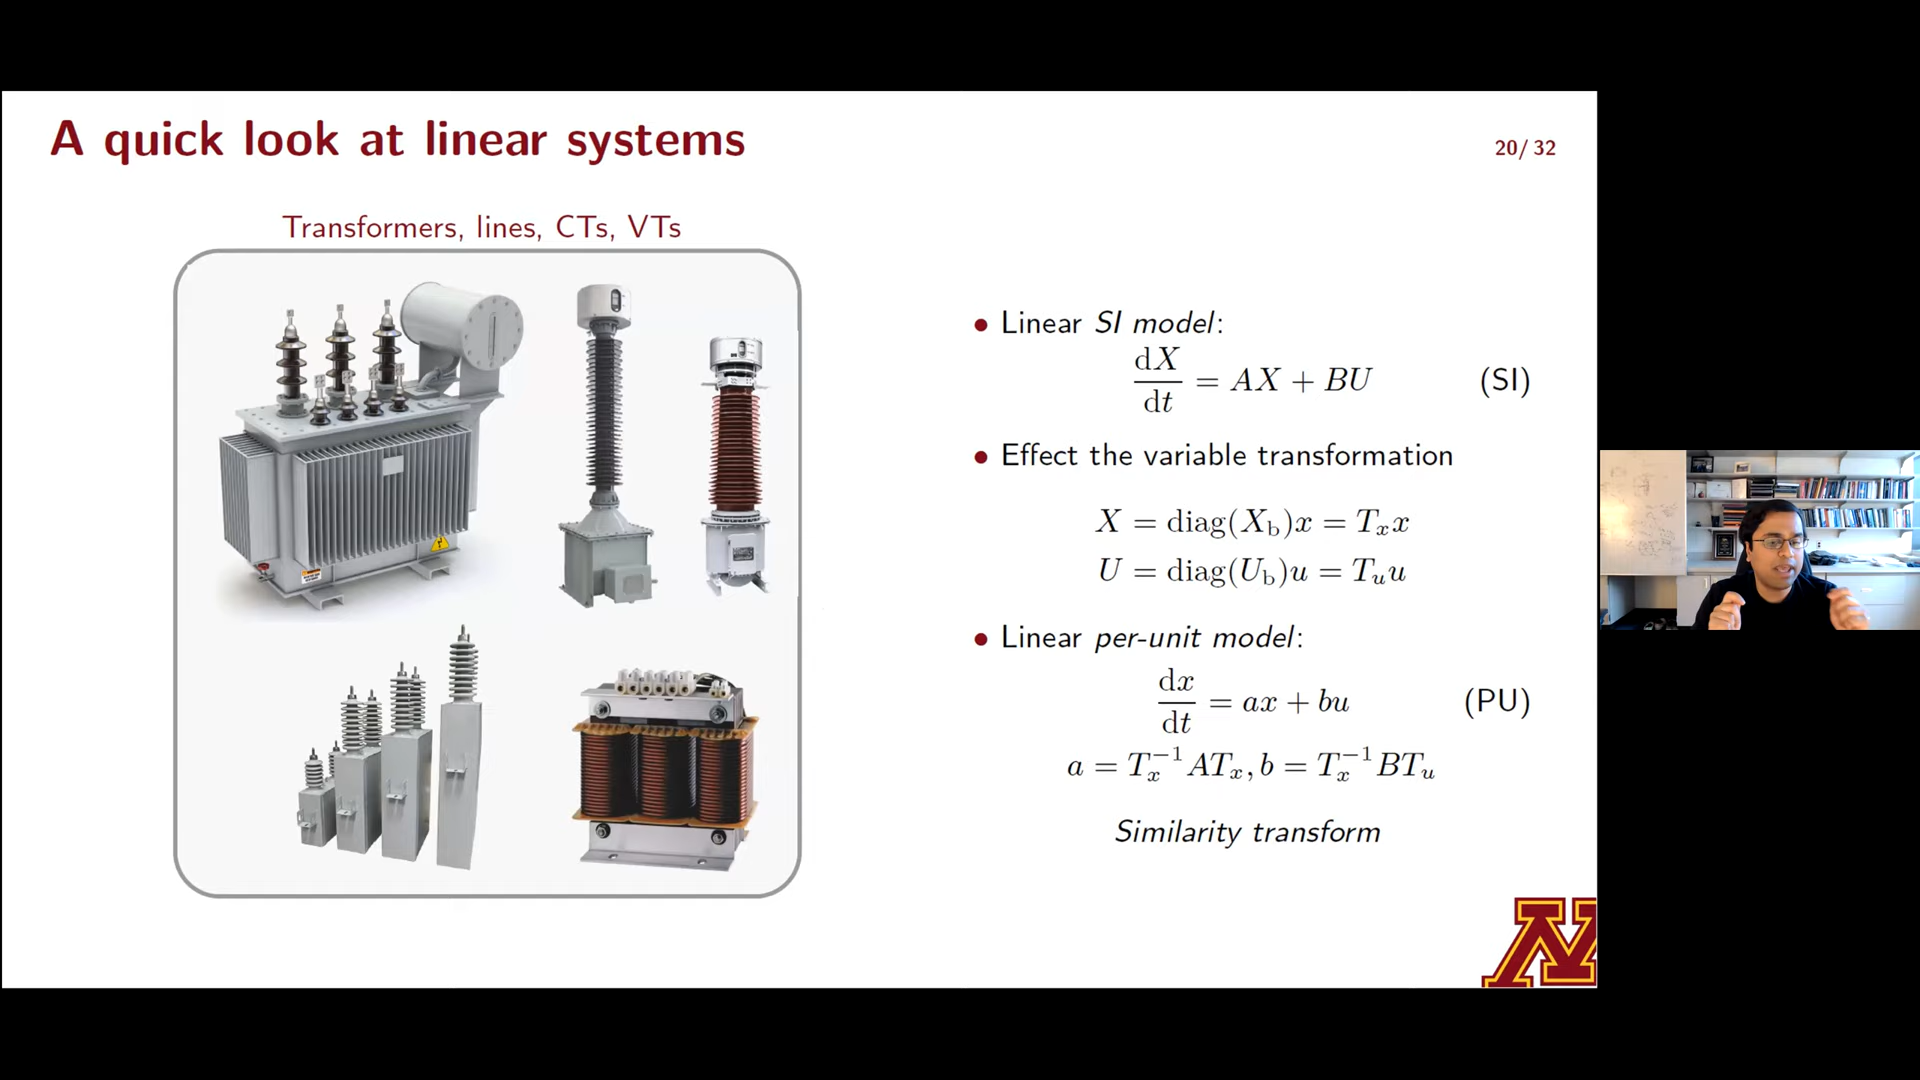 A quick look at linear systems
20/ 32
Transformers, lines, CTs, VTs
• Linear SI model:
dX/dt = AX + BU (SI)
• Effect the variable transformation
X = diag(X_b)x = T_x x
U = diag(U_b)u = T_u u
• Linear per-unit model:
dx/dt = ax + bu (PU)
a = T_x^{-1}AT_x, b = T_x^{-1}BT_u
Similarity transform